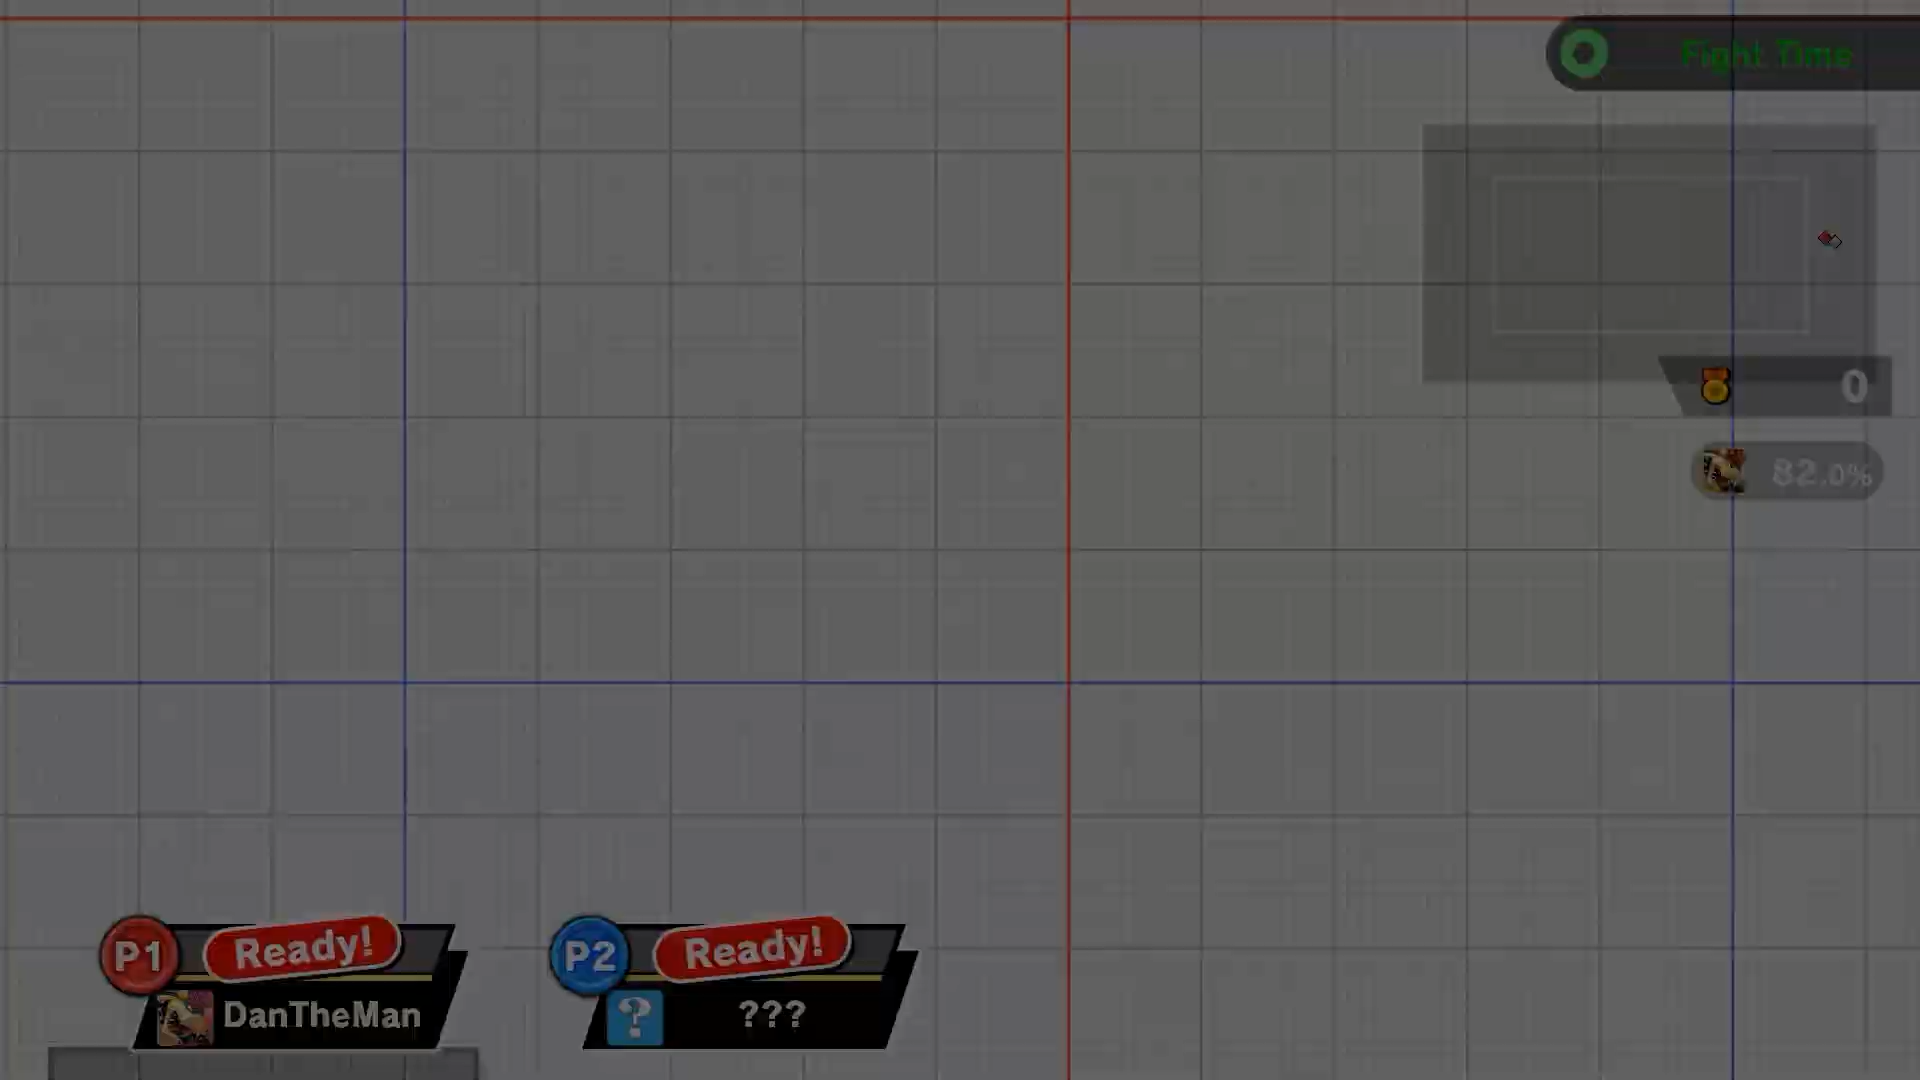 Fight Time
0
82.0%
P1 Ready!
DanTheMan
P2 Ready!
?
???